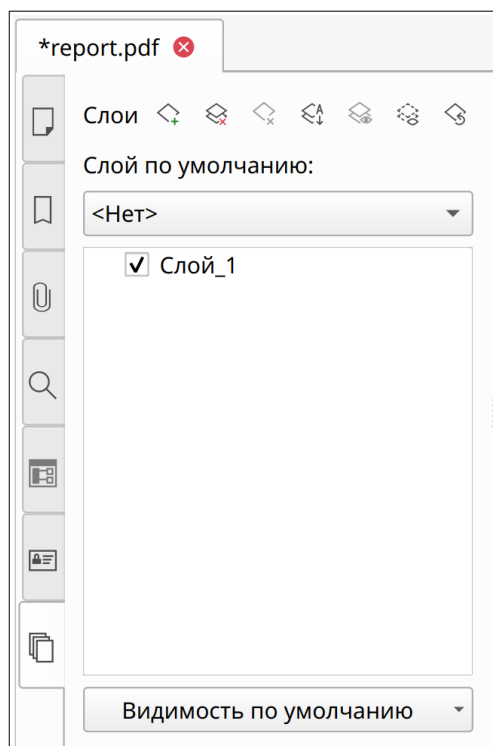 *report.pdf
Слои
Слой по умолчанию:
<Нет>
Слой_1
Видимость по умолчанию